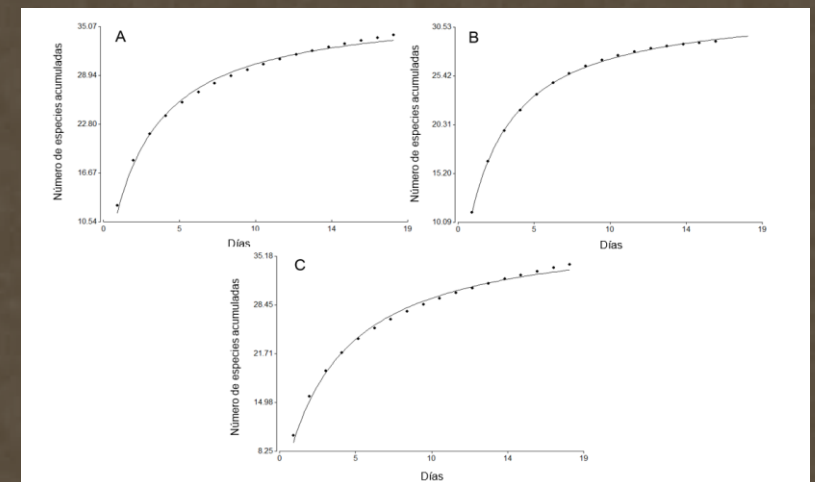 A
Número de especies acumuladas
35.07
28.94
22.80
16.67
10.54
0 5 10 14 19
Días
B
Número de especies acumuladas
30.53
25.42
20.31
15.20
10.09
0 5 10 14 19
Días
C
Número de especies acumuladas
35.18
28.45
21.71
14.98
8.25
0 5 10 14 19
Días